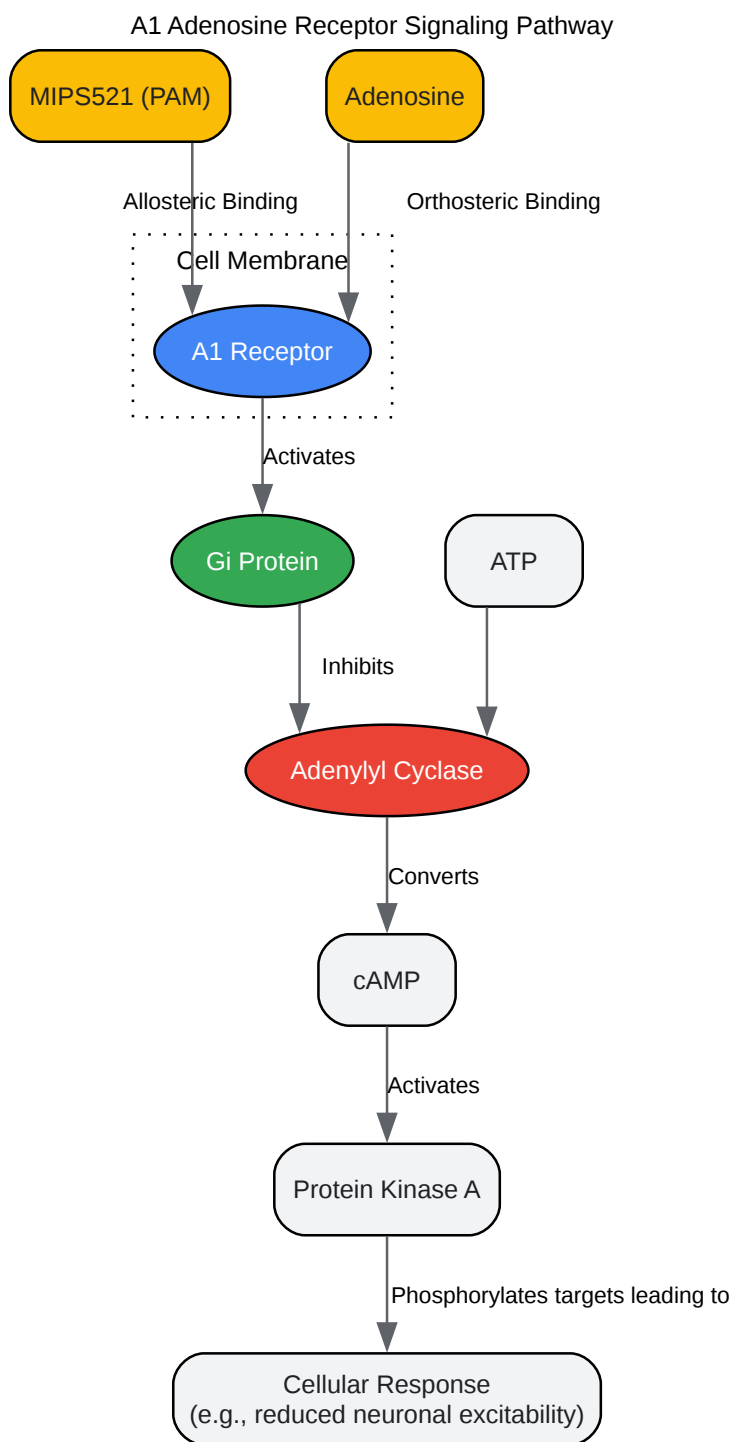 A1 Adenosine Receptor Signaling Pathway
MIPS521 (PAM)
Adenosine
Allosteric Binding
Orthosteric Binding
Cell Membrane
A1 Receptor
Activates
Gi Protein
ATP
Inhibits
Adenylyl Cyclase
Converts
cAMP
Activates
Protein Kinase A
Phosphorylates targets leading to
Cellular Response
(e.g., reduced neuronal excitability)